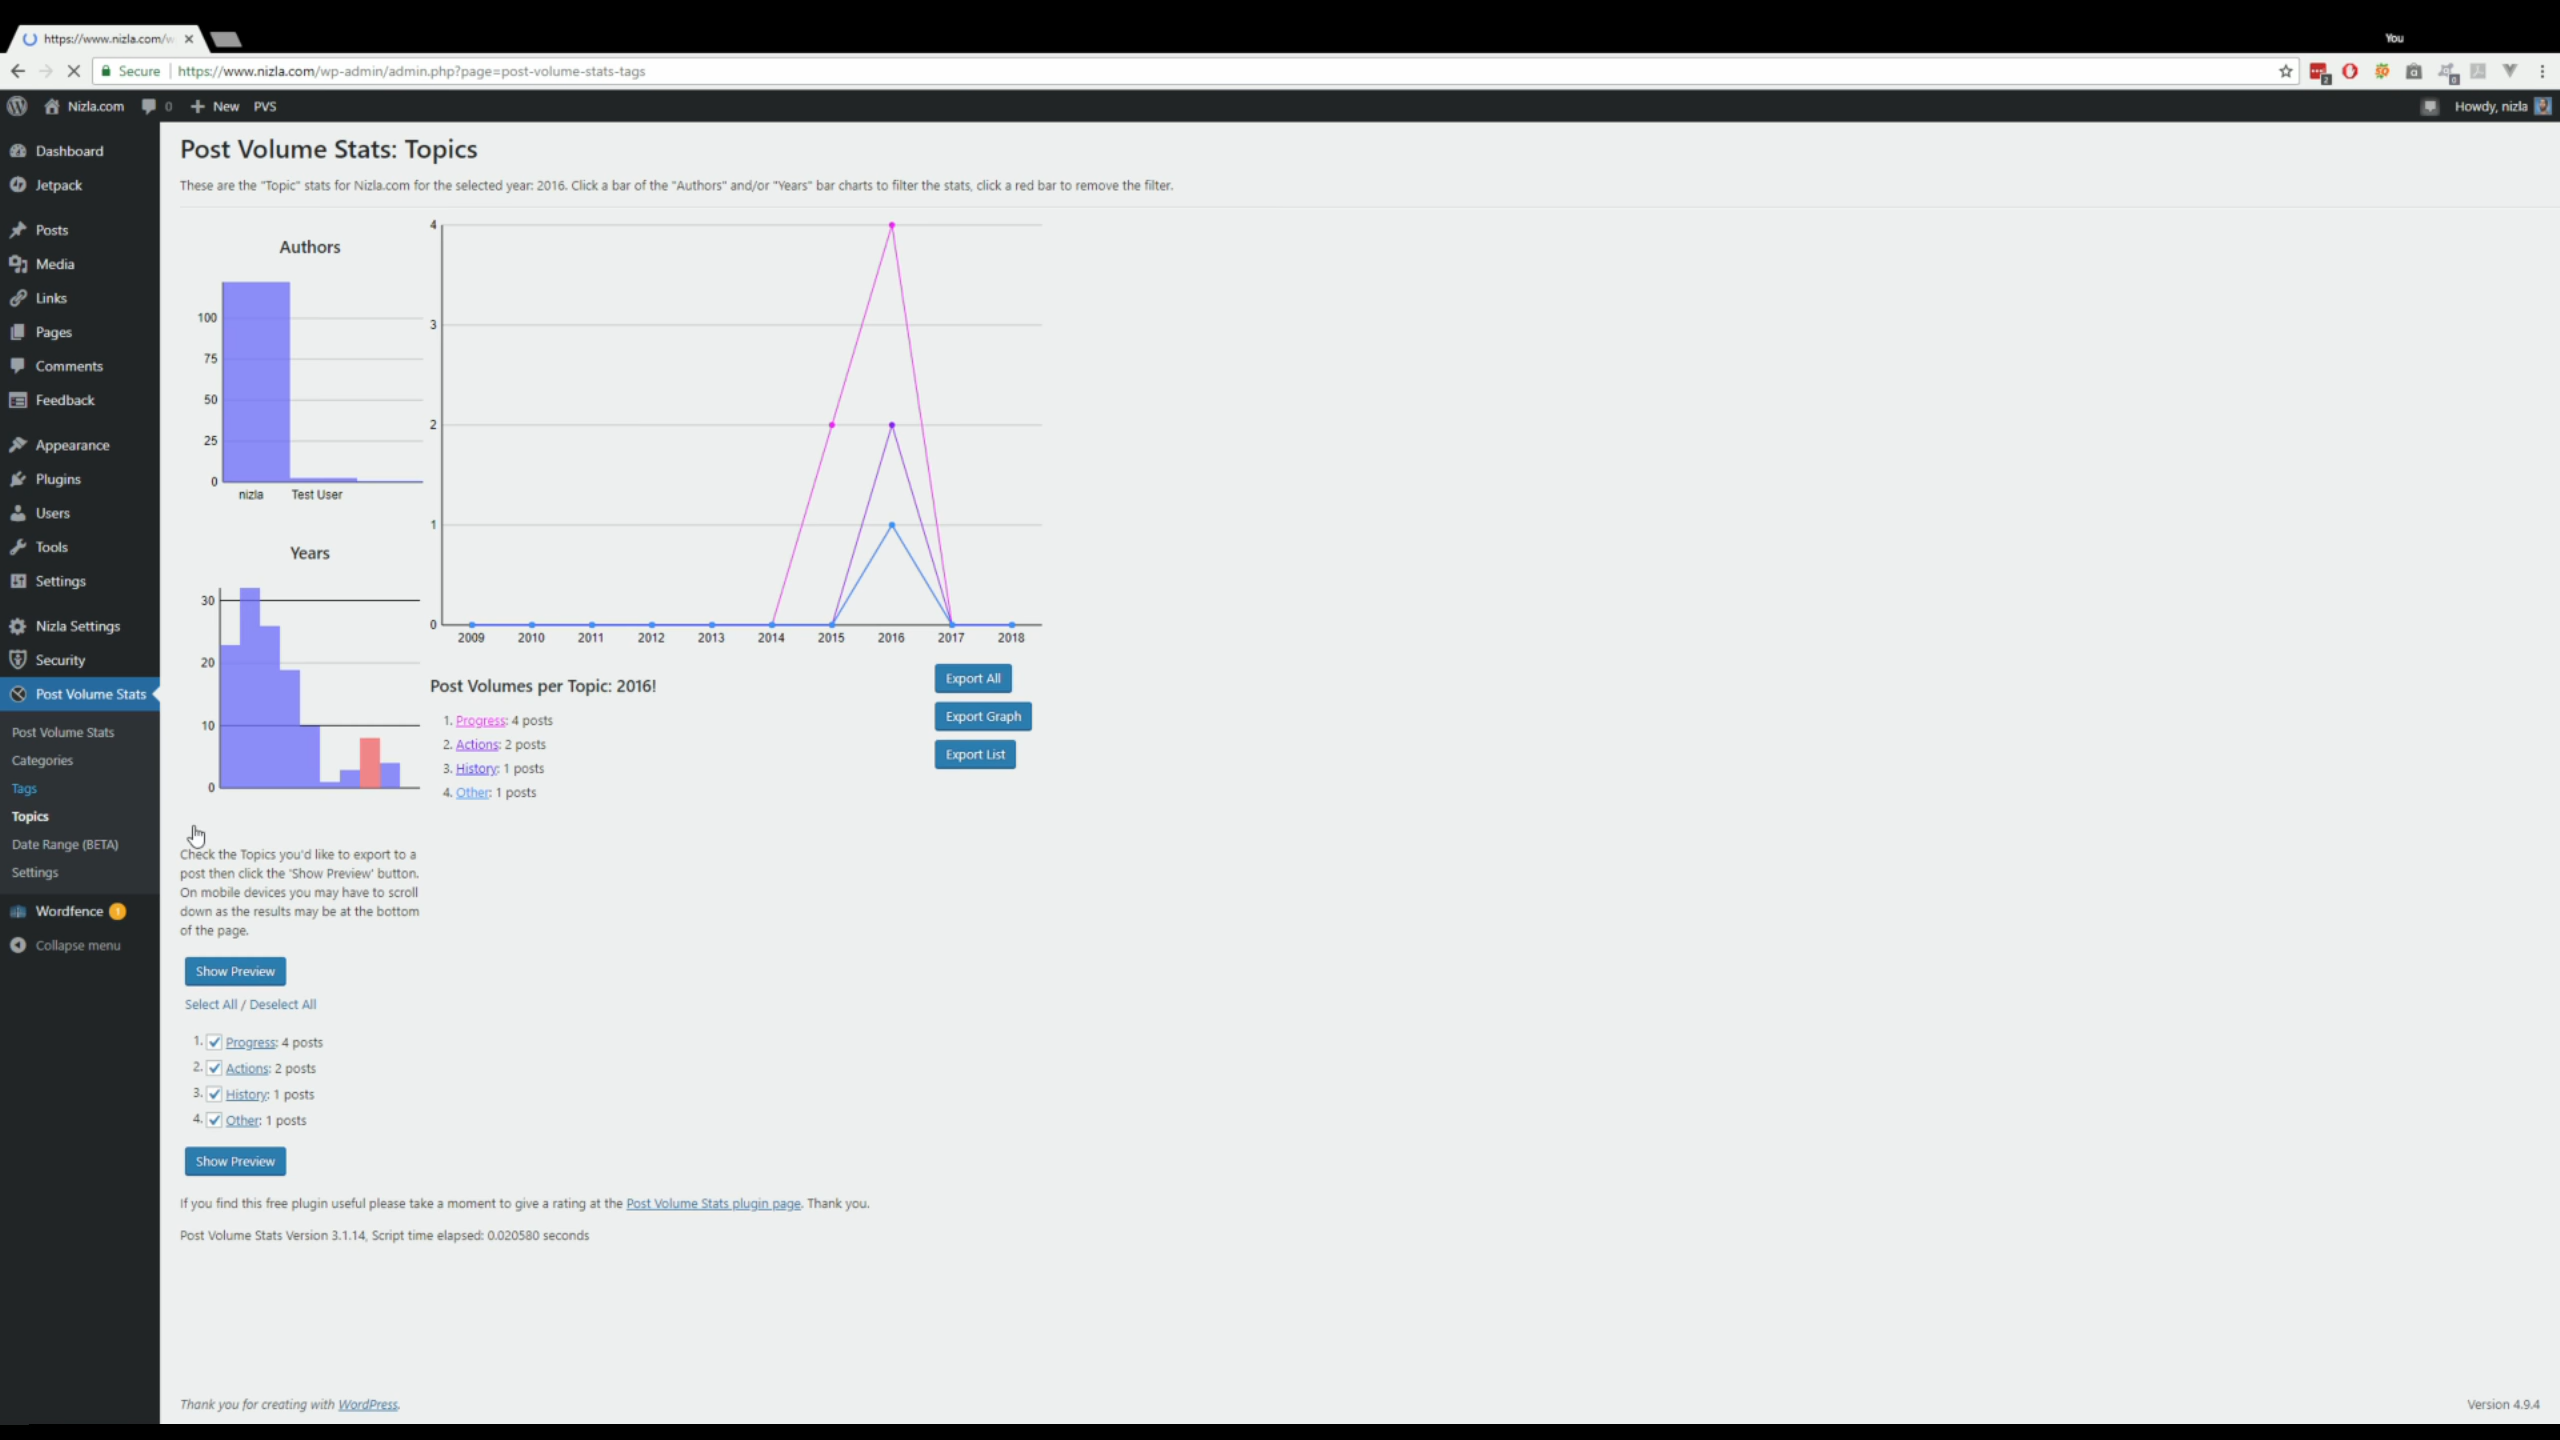 You
https://www.nizla.com/w
Secure https://www.nizla.com/wp-admin/admin.php?page=post-volume-stats-tags
Nizla.com 0 New PVS
Howdy, nizla
Dashboard
Jetpack
Posts
Media
Links
Pages
Comments
Feedback
Appearance
Plugins
Users
Tools
Settings
Nizla Settings
Security
Post Volume Stats
Post Volume Stats
Categories
Tags
Topics
Date Range (BETA)
Settings
Wordfence 1
Collapse menu
Post Volume Stats: Topics
These are the "Topic" stats for Nizla.com for the selected year: 2016. Click a bar of the "Authors" and/or "Years" bar charts to filter the stats, click a red bar to remove the filter.
Authors
100
75
50
25
0
nizla Test User
Years
30
20
10
0
4
3
2
1
0
2009 2010 2011 2012 2013 2014 2015 2016 2017 2018
Post Volumes per Topic: 2016!
1. Progress: 4 posts
2. Actions: 2 posts
3. History: 1 posts
4. Other: 1 posts
Export All
Export Graph
Export List
Check the Topics you'd like to export to a
post then click the 'Show Preview' button.
On mobile devices you may have to scroll
down as the results may be at the bottom
of the page.
Show Preview
Select All / Deselect All
1. Progress: 4 posts
2. Actions: 2 posts
3. History: 1 posts
4. Other: 1 posts
Show Preview
If you find this free plugin useful please take a moment to give a rating at the Post Volume Stats plugin page. Thank you.
Post Volume Stats Version 3.1.14, Script time elapsed: 0.020580 seconds
Thank you for creating with WordPress.
Version 4.9.4